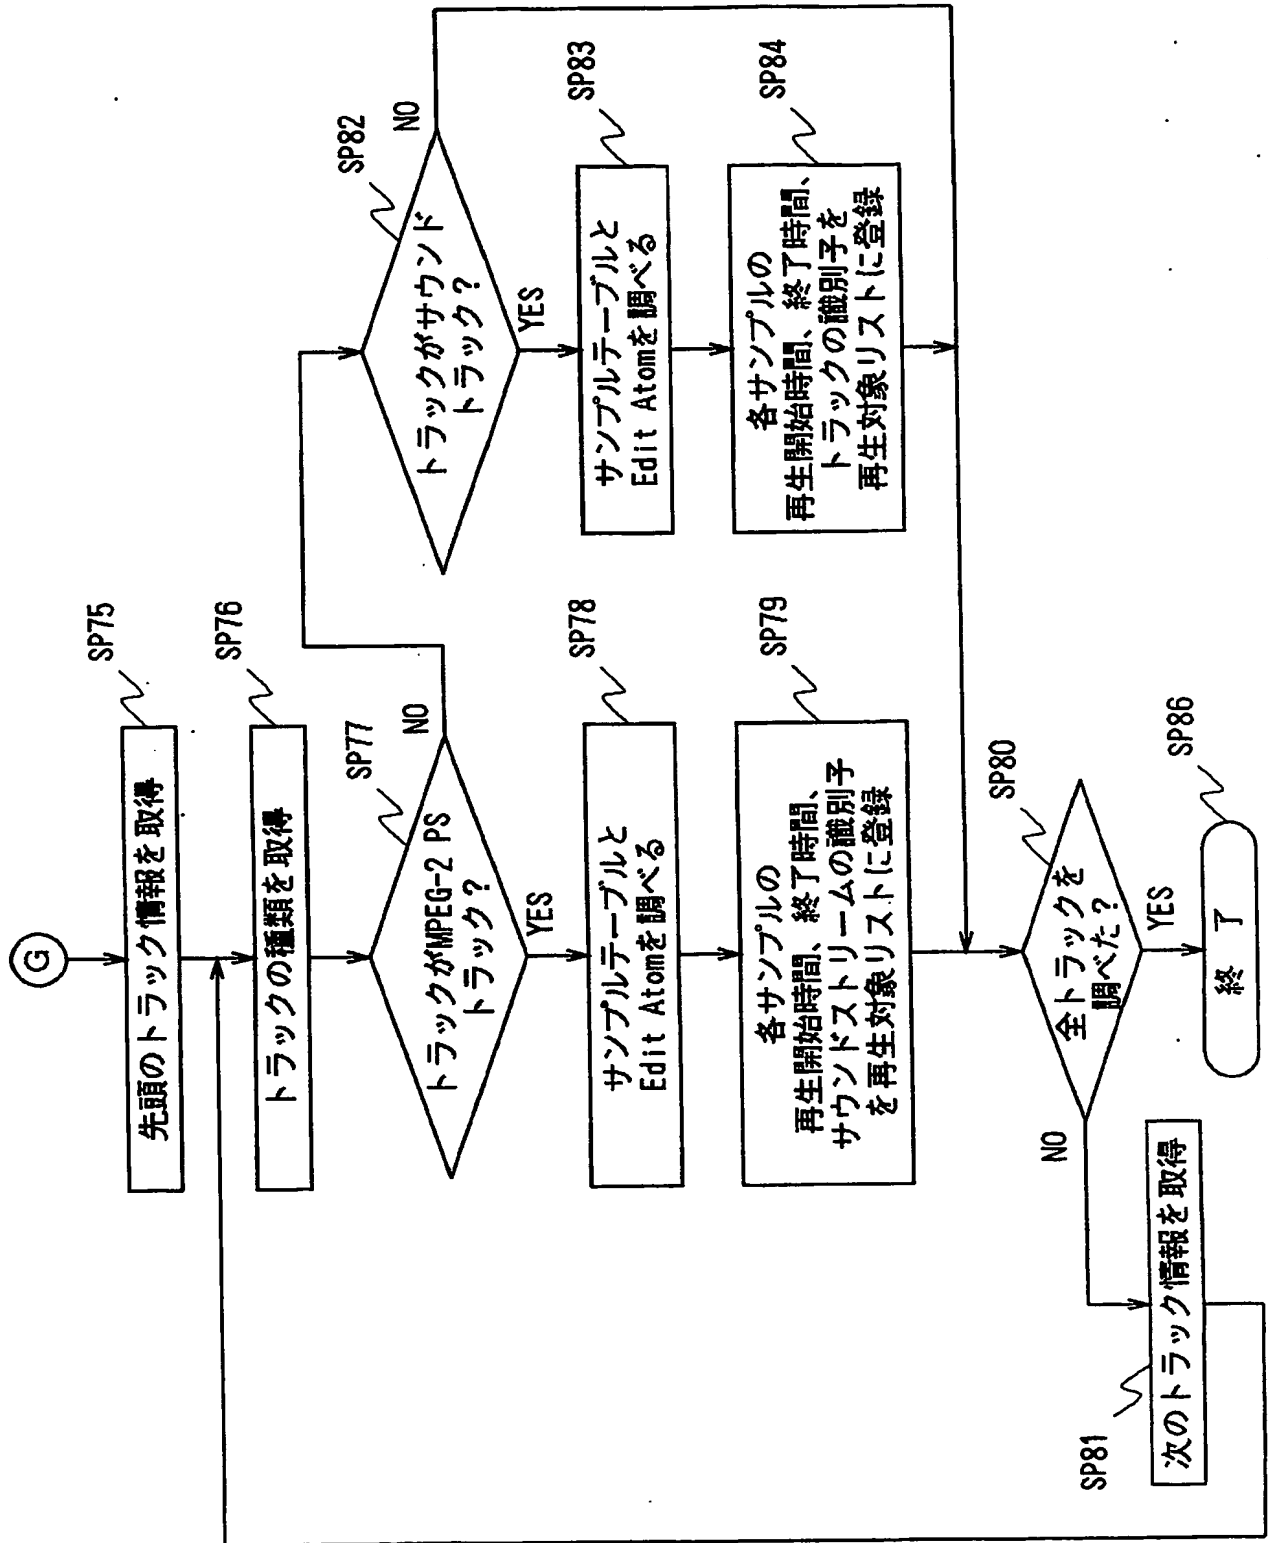 G
SP75
先頭のトラック情報を取得
SP76
トラックの種類を取得
SP77
トラックがMPEG-2 PS
トラック?
NO
YES
SP78
サンプルテーブルと
Edit Atomを調べる
SP79
各サンプルの
再生開始時間、終了時間、
サウンドストリームの識別子
を再生対象リストに登録
SP82
トラックがサウンド
トラック?
NO
YES
SP83
サンプルテーブルと
Edit Atomを調べる
SP84
各サンプルの
再生開始時間、終了時間、
トラックの識別子を
再生対象リストに登録
SP80
全トラックを
調べた?
NO
YES
SP81
次のトラック情報を取得
SP86
終 了